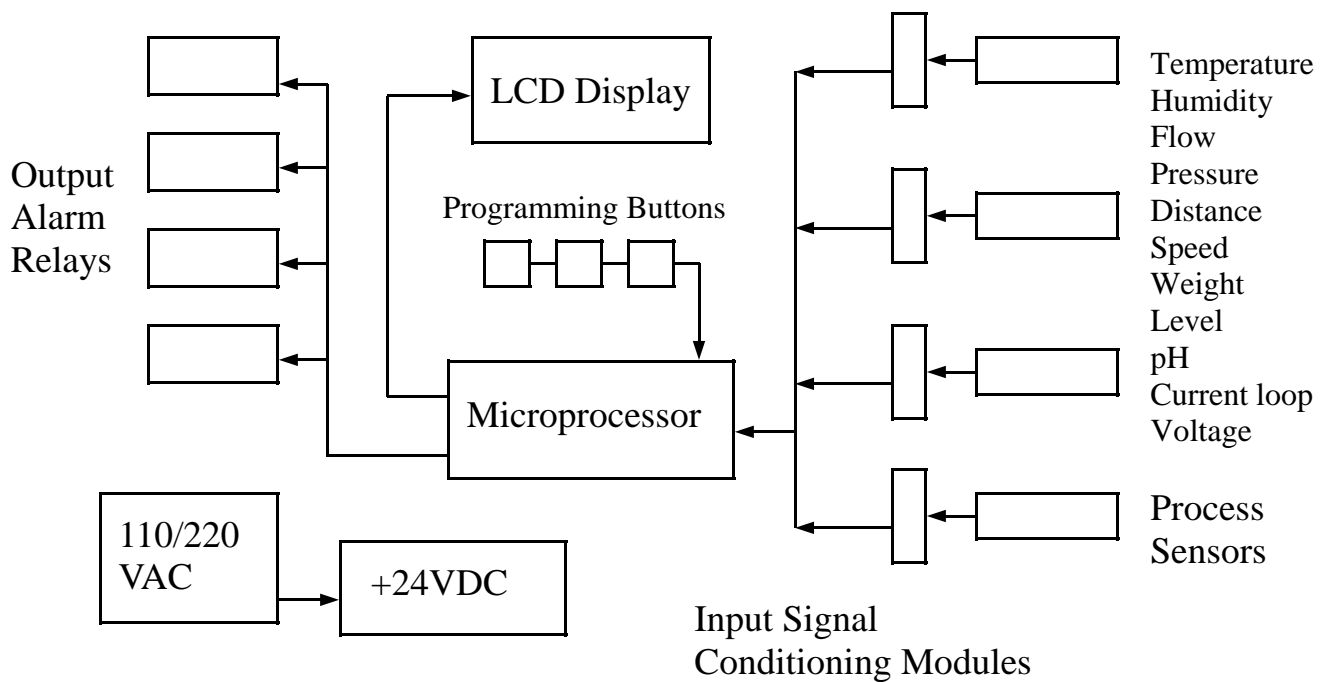 LCD Display
Output
Alarm
Relays
Programming Buttons
Microprocessor
Temperature
Humidity
Flow
Pressure
Distance
Speed
Weight
Level
pH
Current loop
Voltage
Process
Sensors
110/220
VAC
+24VDC
Input Signal
Conditioning Modules